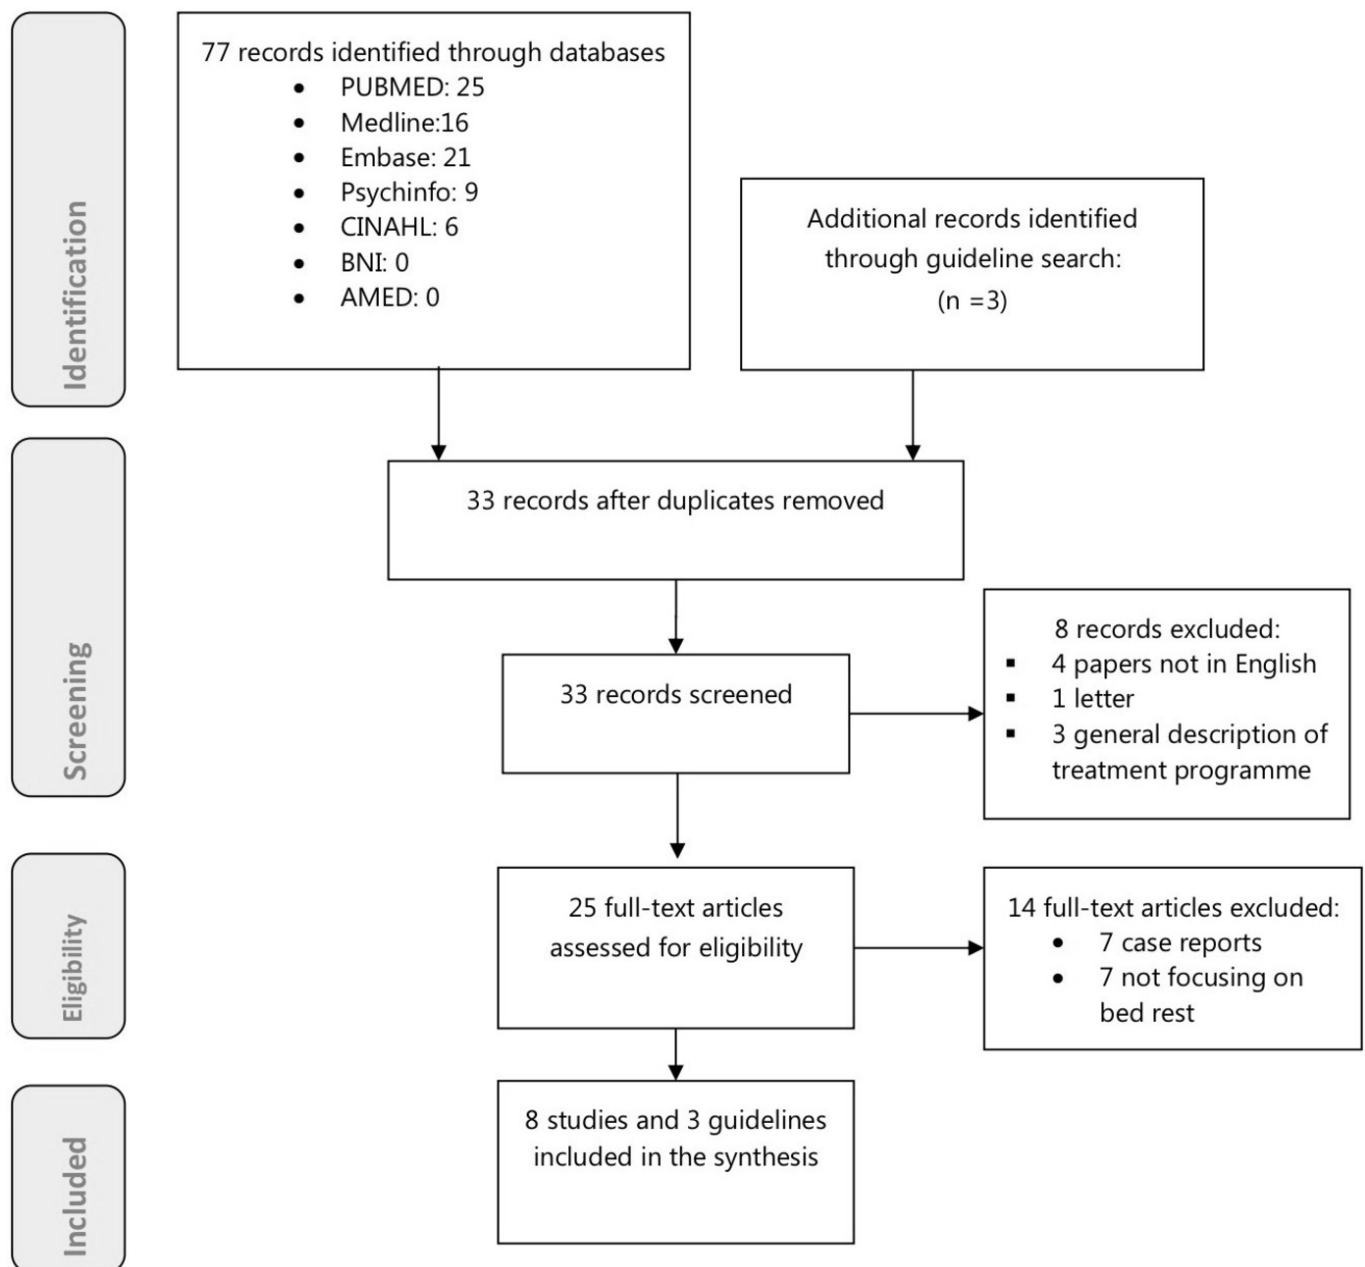 Identification
77 records identified through databases
• PUBMED: 25
• Medline:16
• Embase: 21
• Psychinfo: 9
• CINAHL: 6
• BNI: 0
• AMED: 0
Additional records identified
through guideline search:
(n =3)
Screening
33 records after duplicates removed
33 records screened
8 records excluded:
▪ 4 papers not in English
▪ 1 letter
▪ 3 general description of
treatment programme
Eligibility
25 full-text articles
assessed for eligibility
14 full-text articles excluded:
• 7 case reports
• 7 not focusing on
bed rest
Included
8 studies and 3 guidelines
included in the synthesis